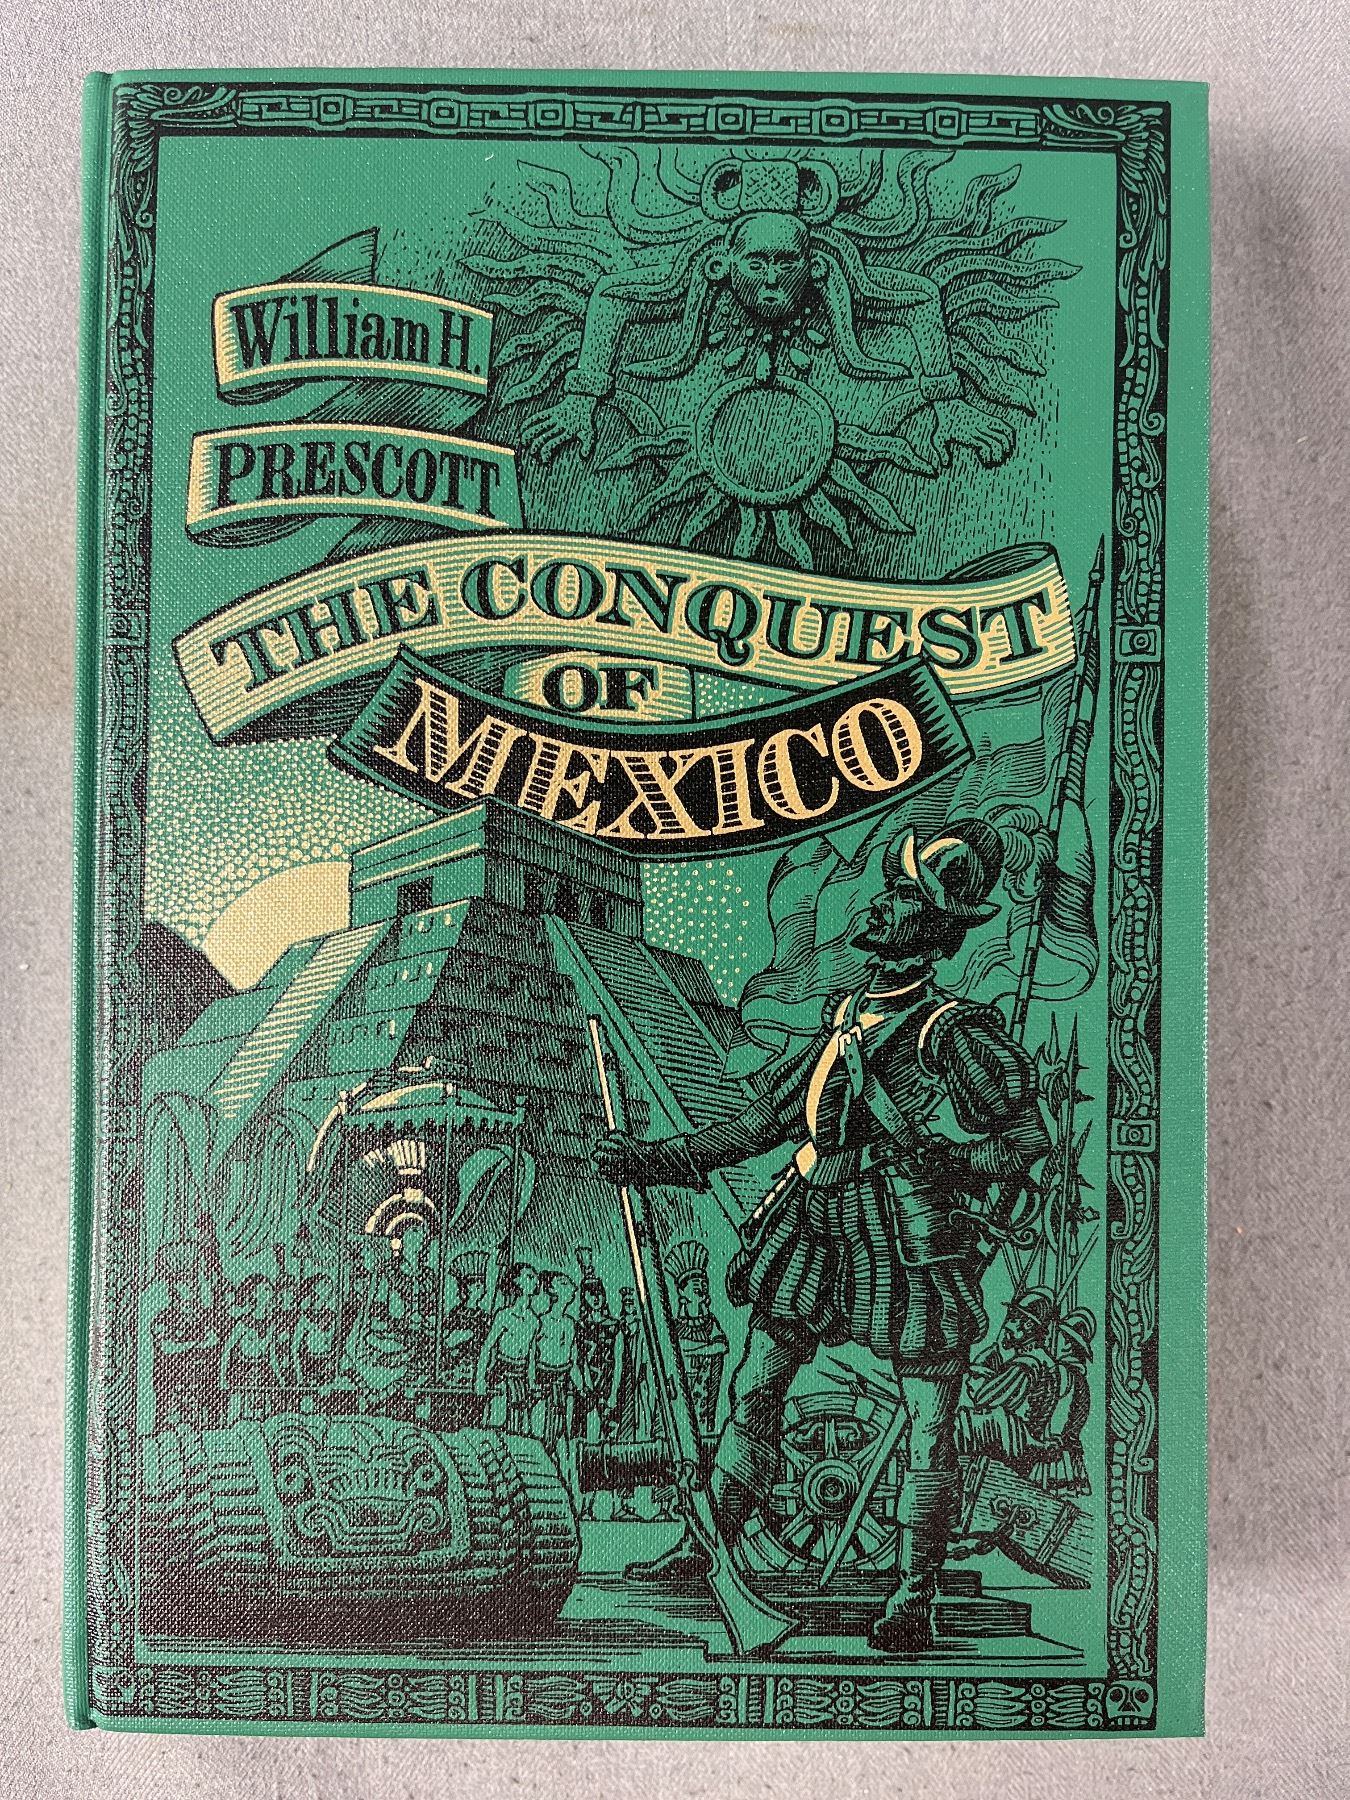 William H.
PRESCOTT
THE CONQUEST
OF
MEXICO